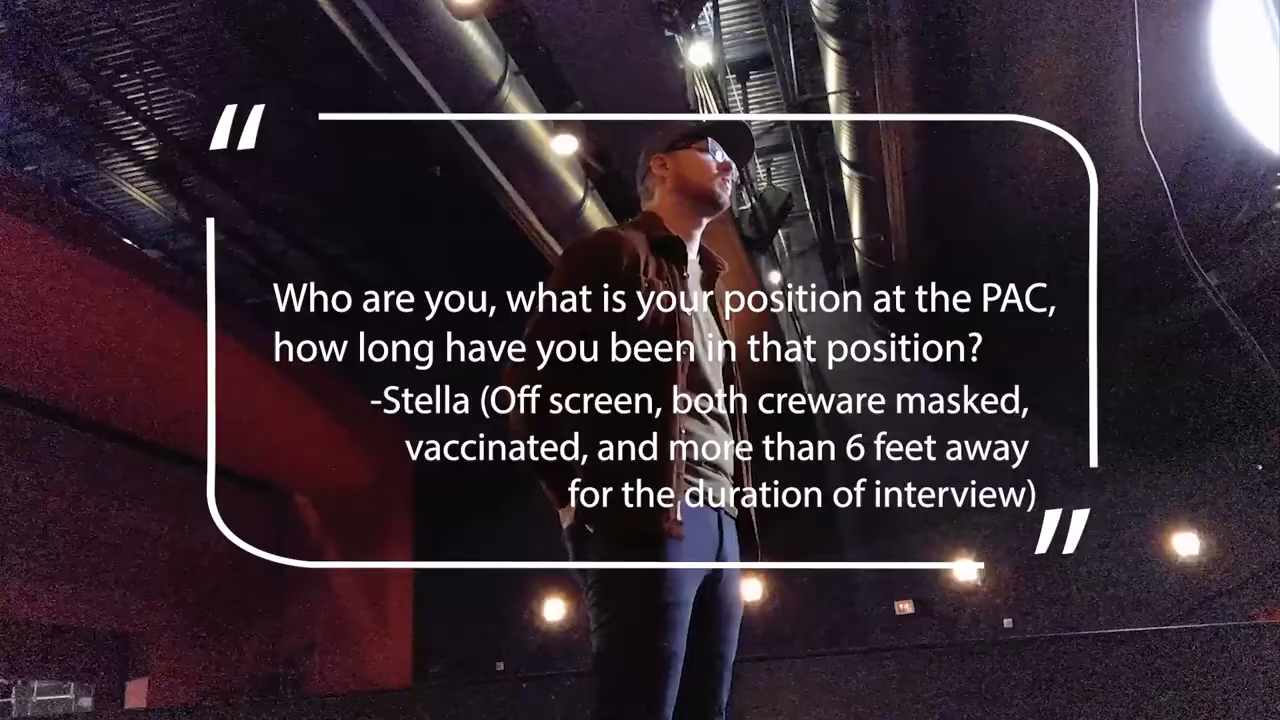 “
Who are you, what is your position at the PAC,
how long have you been in that position?
-Stella (Off screen, both creware masked,
vaccinated, and more than 6 feet away
for the duration of interview)
”